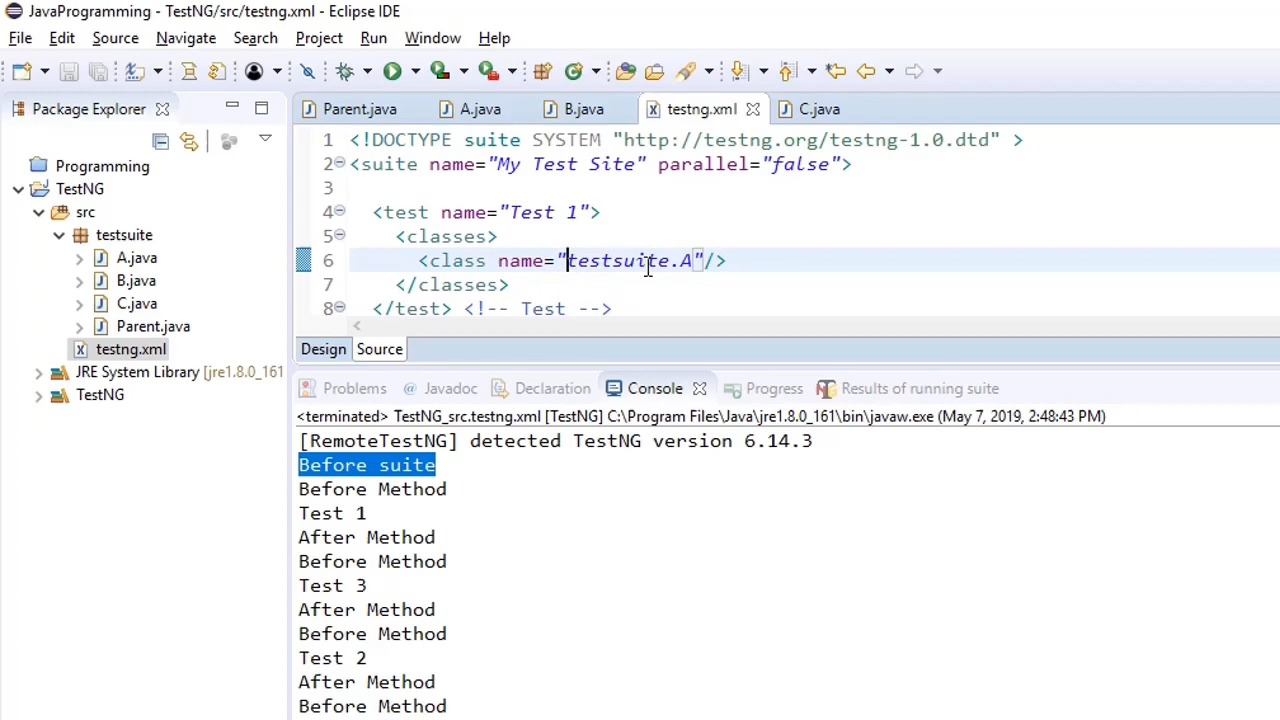 JavaProgramming - TestNG/src/testng.xml - Eclipse IDE
File Edit Source Navigate Search Project Run Window Help
Package Explorer
Programming
TestNG
src
testsuite
A.java
B.java
C.java
Parent.java
testng.xml
JRE System Library [jre1.8.0_161
TestNG
Parent.java A.java B.java testng.xml C.java
1 <!DOCTYPE suite SYSTEM "http://testng.org/testng-1.0.dtd" >
2 <suite name="My Test Site" parallel="false">
3
4 <test name="Test 1">
5 <classes>
6 <class name="testsuite.A"/>
7 </classes>
8 </test> <!-- Test -->
Design Source
Problems @ Javadoc Declaration Console Progress Results of running suite
<terminated> TestNG_src.testng.xml [TestNG] C:\Program Files\Java\jre1.8.0_161\bin\javaw.exe (May 7, 2019, 2:48:43 PM)
[RemoteTestNG] detected TestNG version 6.14.3
Before suite
Before Method
Test 1
After Method
Before Method
Test 3
After Method
Before Method
Test 2
After Method
Before Method